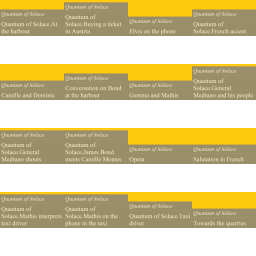 Quantum of Solace
Quantum of Solace.At
the harbour
Quantum of Solace
Quantum of
Solace.Buying a ticket
in Austria
Quantum of Solace
Elvis on the phone
Quantum of Solace
Quantum of
Solace.French accent
Quantum of Solace
Camille and Dominic
Quantum of Solace
Conversation on Bond
at the harbour
Quantum of Solace
Gemma and Mathis
Quantum of Solace
Quantum of
Solace.General
Medrano and his people
Quantum of Solace
Quantum of
Solace.General
Medrano shouts
Quantum of Solace
Quantum of
Solace.James Bond
meets Camille Montes
Quantum of Solace
Opera
Quantum of Solace
Salutation in French
Quantum of Solace
Quantum of
Solace.Mathis interprets
taxi driver
Quantum of Solace
Quantum of
Solace.Mathis on the
phone in the taxi
Quantum of Solace
Quantum of Solace.Taxi
driver
Quantum of Solace
Towards the quarries